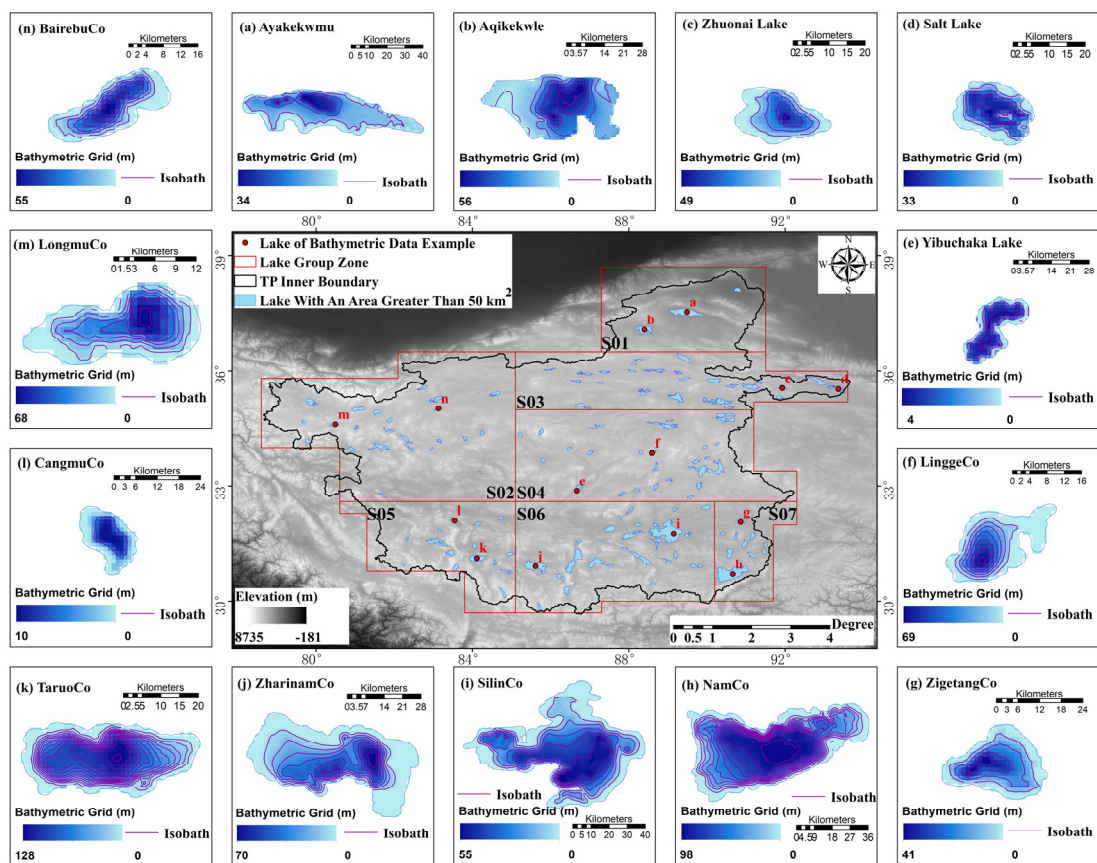 (n) BairebuCo
Kilometers
0 2 4 8 12 16
Bathymetric Grid (m)
Isobath
55 0
(a) Ayakekwmu
Kilometers
0 5 10 20 30 40
Bathymetric Grid (m)
Isobath
34 0
(b) Aqikekwle
Kilometers
03.57 14 21 28
Bathymetric Grid (m)
Isobath
56 0
(c) Zhuonai Lake
Kilometers
02.55 10 15 20
Bathymetric Grid (m)
Isobath
49 0
(d) Salt Lake
Kilometers
02.55 10 15 20
Bathymetric Grid (m)
Isobath
33 0
(m) LongmuCo
Kilometers
01.53 6 9 12
Bathymetric Grid (m)
Isobath
68 0
80 84 88 92
39°
36°
33°
30°
Lake of Bathymetric Data Example
Lake Group Zone
TP Inner Boundary
Lake With An Area Greater Than 50 km2
N
W E
S
a
b
S01
c
d
n
S03
m
f
e
S02 S04
S05 S06 S07
l
g
i
k
j
h
Elevation (m)
8735 -181
Degree
0 0.5 1 2 3 4
39°
36°
33°
30°
80 84 88 92
(e) Yibuchaka Lake
Kilometers
03.57 14 21 28
Bathymetric Grid (m)
Isobath
4 0
(l) CangmuCo
Kilometers
0 3 6 12 18 24
Bathymetric Grid (m)
Isobath
10 0
(f) LinggeCo
Kilometers
0 2 4 8 12 16
Bathymetric Grid (m)
Isobath
69 0
(k) TaruoCo
Kilometers
02.55 10 15 20
Bathymetric Grid (m)
Isobath
128 0
(j) ZharinamCo
Kilometers
03.57 14 21 28
Bathymetric Grid (m)
Isobath
70 0
(i) SilinCo
Isobath
Bathymetric Grid (m)
Kilometers
0 5 10 20 30 40
55 0
(h) NamCo
Isobath
Bathymetric Grid (m)
Kilometers
04.59 18 27 36
98 0
(g) ZigetangCo
Kilometers
0 3 6 12 18 24
Bathymetric Grid (m)
Isobath
41 0